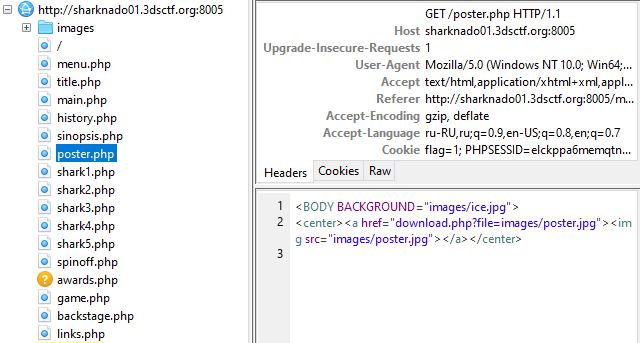 http://sharknado01.3dsctf.org:8005
images
/
menu.php
title.php
main.php
history.php
sinopsis.php
poster.php
shark1.php
shark2.php
shark3.php
shark4.php
shark5.php
spinoff.php
? awards.php
game.php
backstage.php
links.php
GET /poster.php HTTP/1.1
Host sharknado01.3dsctf.org:8005
Upgrade-Insecure-Requests 1
User-Agent Mozilla/5.0 (Windows NT 10.0; Win64;
Accept text/html,application/xhtml+xml,appl
Referer http://sharknado01.3dsctf.org:8005/m
Accept-Encoding gzip, deflate
Accept-Language ru-RU,ru;q=0.9,en-US;q=0.8,en;q=0.7
Cookie flag=1; PHPSESSID=elckppa6memqtn
Headers Cookies Raw
1 <BODY BACKGROUND="images/ice.jpg">
2 <center><a href="download.php?file=images/poster.jpg"><im
g src="images/poster.jpg"></a></center>
3